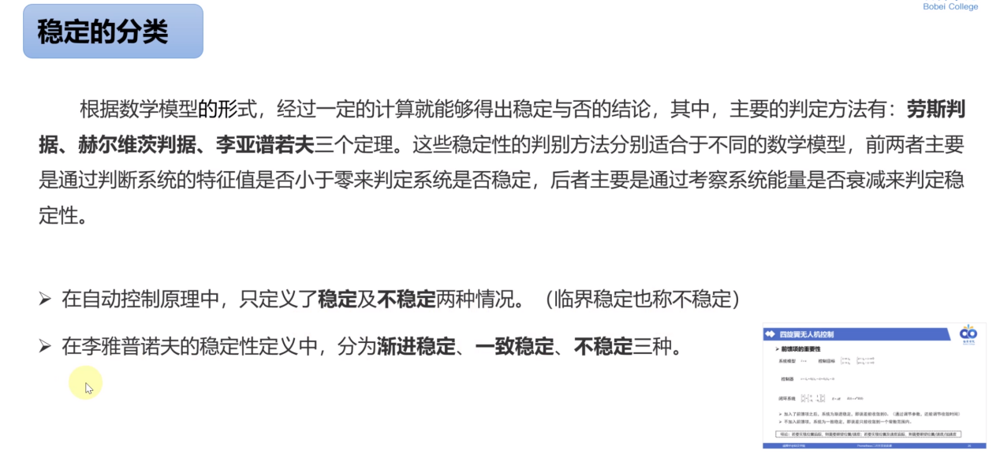 Bobei College
稳定的分类
根据数学模型的形式，经过一定的计算就能够得出稳定与否的结论，其中，主要的判定方法有：劳斯判
据、赫尔维茨判据、李亚谱若夫三个定理。这些稳定性的判别方法分别适合于不同的数学模型，前两者主要
是通过判断系统的特征值是否小于零来判定系统是否稳定，后者主要是通过考察系统能量是否衰减来判定稳
定性。
➢ 在自动控制原理中，只定义了稳定及不稳定两种情况。（临界稳定也称不稳定）
➢ 在李雅普诺夫的稳定性定义中，分为渐进稳定、一致稳定、不稳定三种。
四旋翼无人机控制
➢ 前馈项的重要性
系统模型 控制目标
控制器
闭环系统